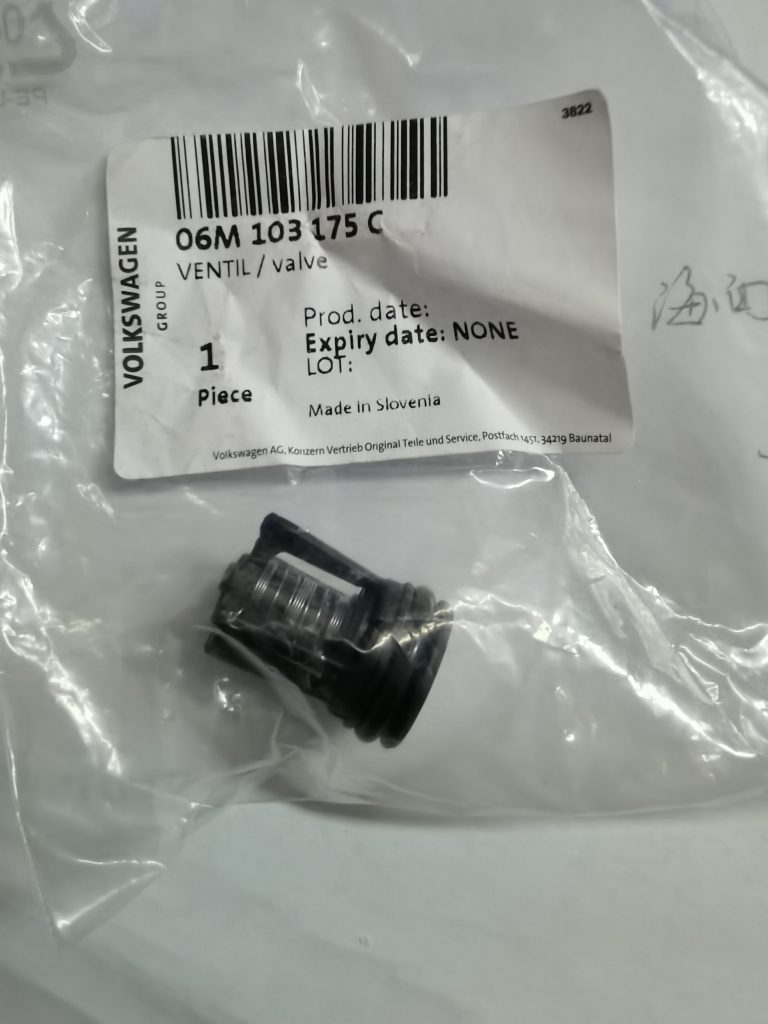 3822
06M 103 175 C
VENTIL / valve
VOLKSWAGEN
GROUP
1
Piece
Prod. date:
Expiry date: NONE
LOT:
Made in Slovenia
Volkswagen AG, Konzern Vertrieb Original Teile und Service, Postfach 1451, 34219 Baunatal